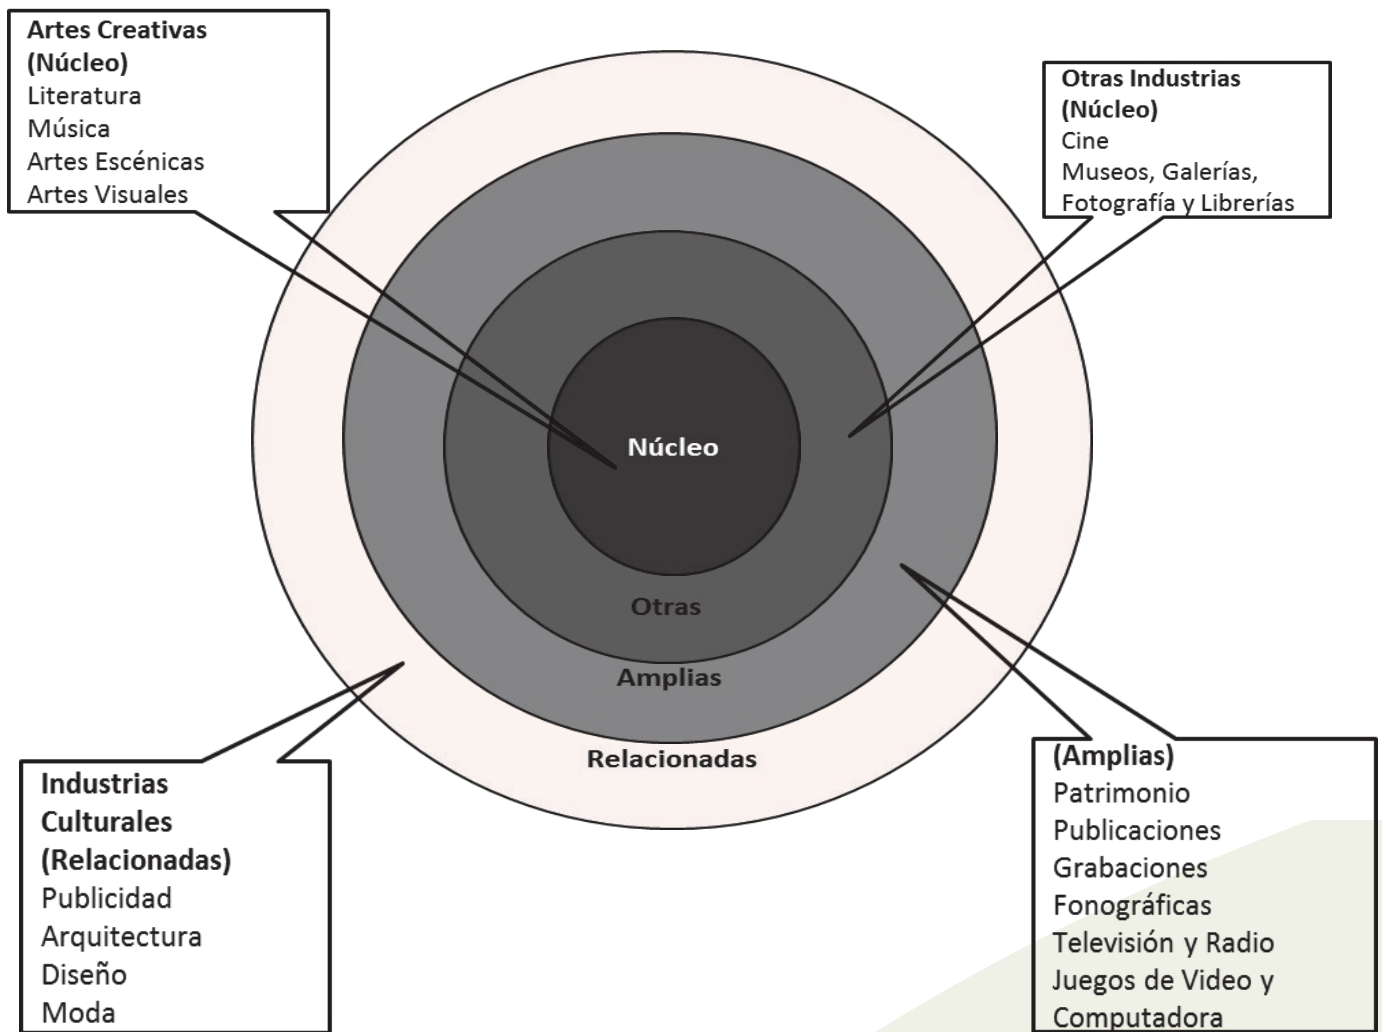 Artes Creativas
(Núcleo)
Literatura
Música
Artes Escénicas
Artes Visuales
Otras Industrias
(Núcleo)
Cine
Museos, Galerías,
Fotografía y Librerías
Núcleo
Otras
Amplias
Relacionadas
Industrias
Culturales
(Relacionadas)
Publicidad
Arquitectura
Diseño
Moda
(Amplias)
Patrimonio
Publicaciones
Grabaciones
Fonográficas
Televisión y Radio
Juegos de Video y
Computadora